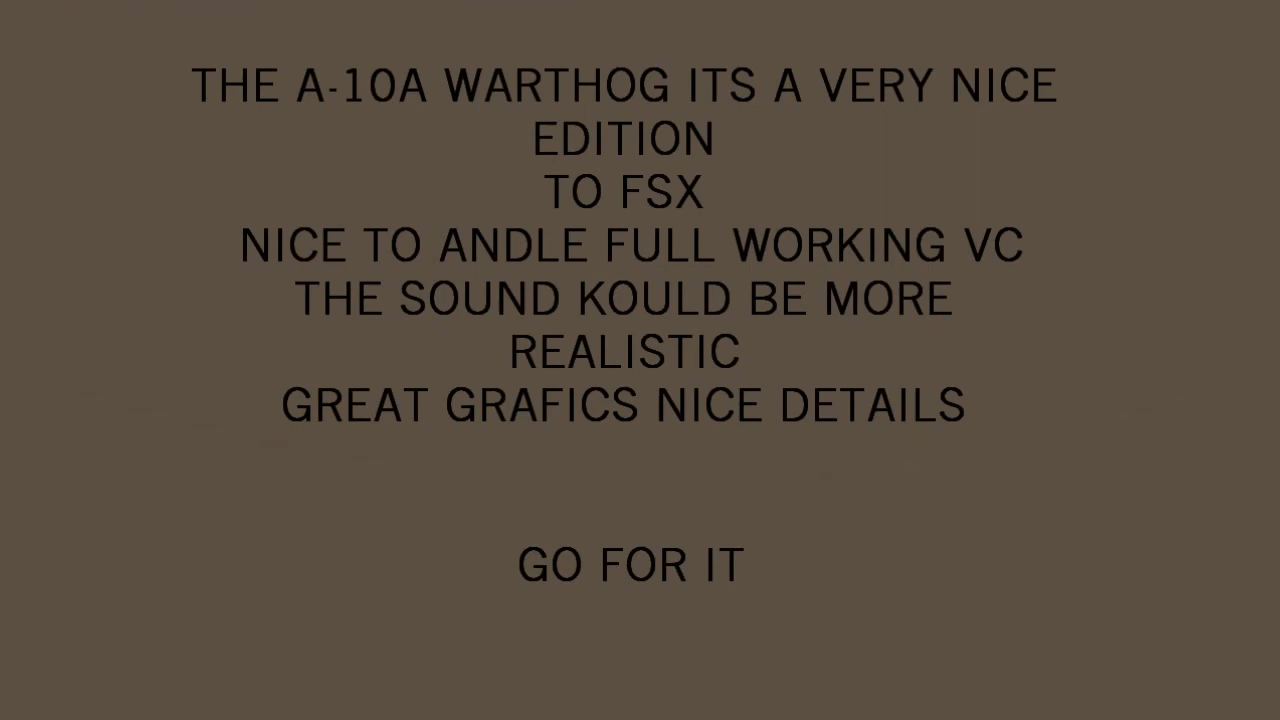 THE A-10A WARTHOG ITS A VERY NICE
EDITION
TO FSX
NICE TO ANDLE FULL WORKING VC
THE SOUND KOULD BE MORE
REALISTIC
GREAT GRAFICS NICE DETAILS
GO FOR IT